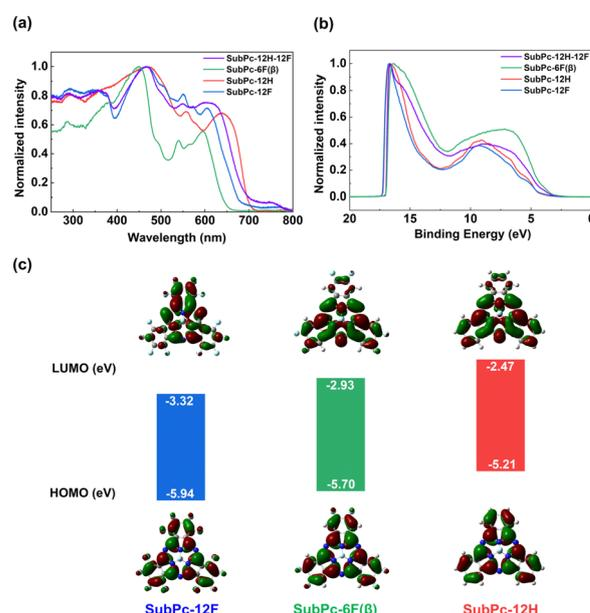 (a)
SubPc-12H-12F
SubPc-6F(β)
SubPc-12H
SubPc-12F
Normalized intensity
1.0
0.8
0.6
0.4
0.2
0.0
300 400 500 600 700 800
Wavelength (nm)
(b)
SubPc-12H-12F
SubPc-6F(β)
SubPc-12H
SubPc-12F
Normalized intensity
1.0
0.8
0.6
0.4
0.2
0.0
20 15 10 5 0
Binding Energy (eV)
(c)
LUMO (eV)
-3.32
-2.93
-2.47
HOMO (eV)
-5.94
-5.70
-5.21
SubPc-12F SubPc-6F(β) SubPc-12H